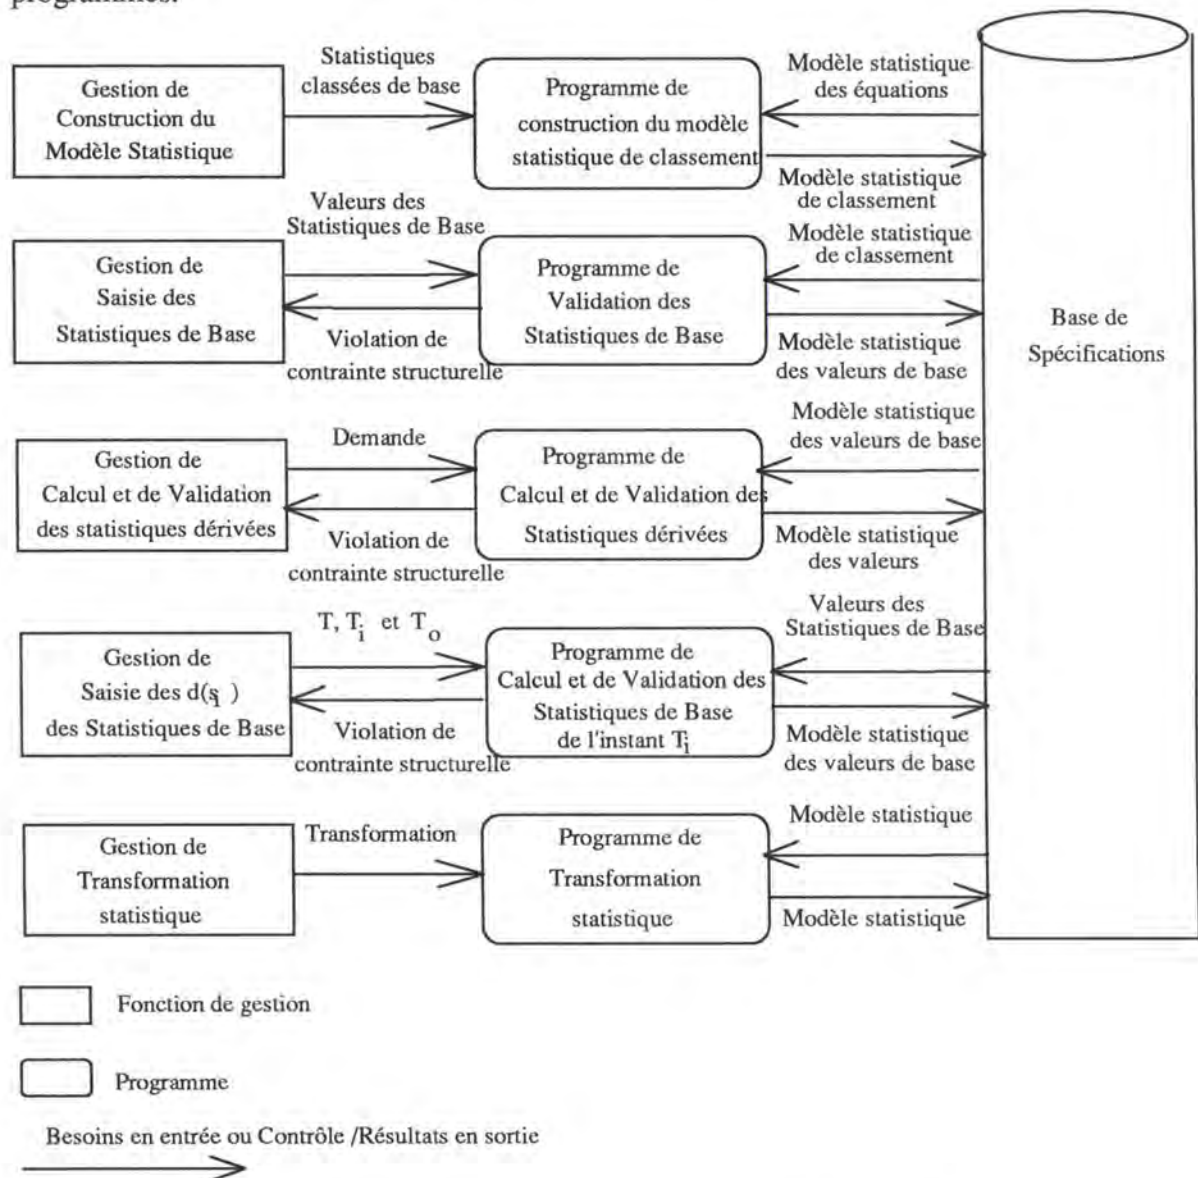 programmes.
Gestion de
Construction du
Modèle Statistique
Statistiques
classées de base
Programme de
construction du modèle
statistique de classement
Modèle statistique
des équations
Modèle statistique
de classement
Gestion de
Saisie des
Statistiques de Base
Valeurs des
Statistiques de Base
Violation de
contrainte structurelle
Programme de
Validation des
Statistiques de Base
Modèle statistique
de classement
Modèle statistique
des valeurs de base
Base de
Spécifications
Gestion de
Calcul et de Validation
des statistiques dérivées
Demande
Violation de
contrainte structurelle
Programme de
Calcul et de Validation des
Statistiques dérivées
Modèle statistique
des valeurs de base
Modèle statistique
des valeurs
Gestion de
Saisie des d(si )
des Statistiques de Base
T, Ti et To
Violation de
contrainte structurelle
Programme de
Calcul et de Validation des
Statistiques de Base
de l'instant Ti
Valeurs des
Statistiques de Base
Modèle statistique
des valeurs de base
Gestion de
Transformation
statistique
Transformation
Programme de
Transformation
statistique
Modèle statistique
Modèle statistique
Fonction de gestion
Programme
Besoins en entrée ou Contrôle /Résultats en sortie